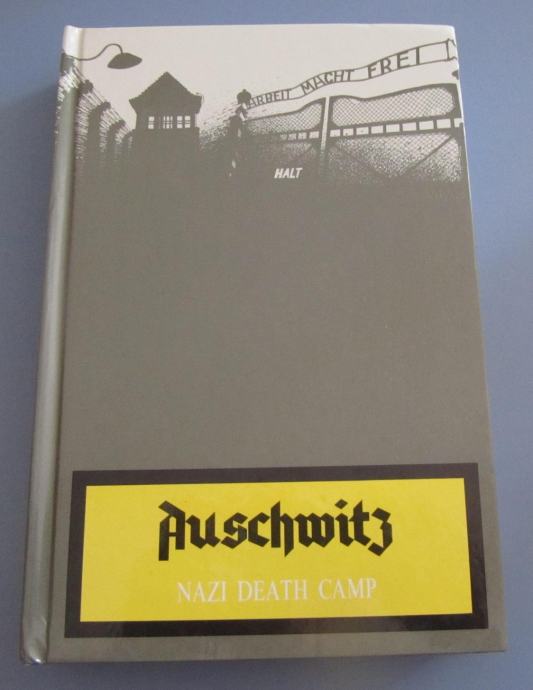 ARBEIT MACHT FREI
HALT
Auschwitz
NAZI DEATH CAMP